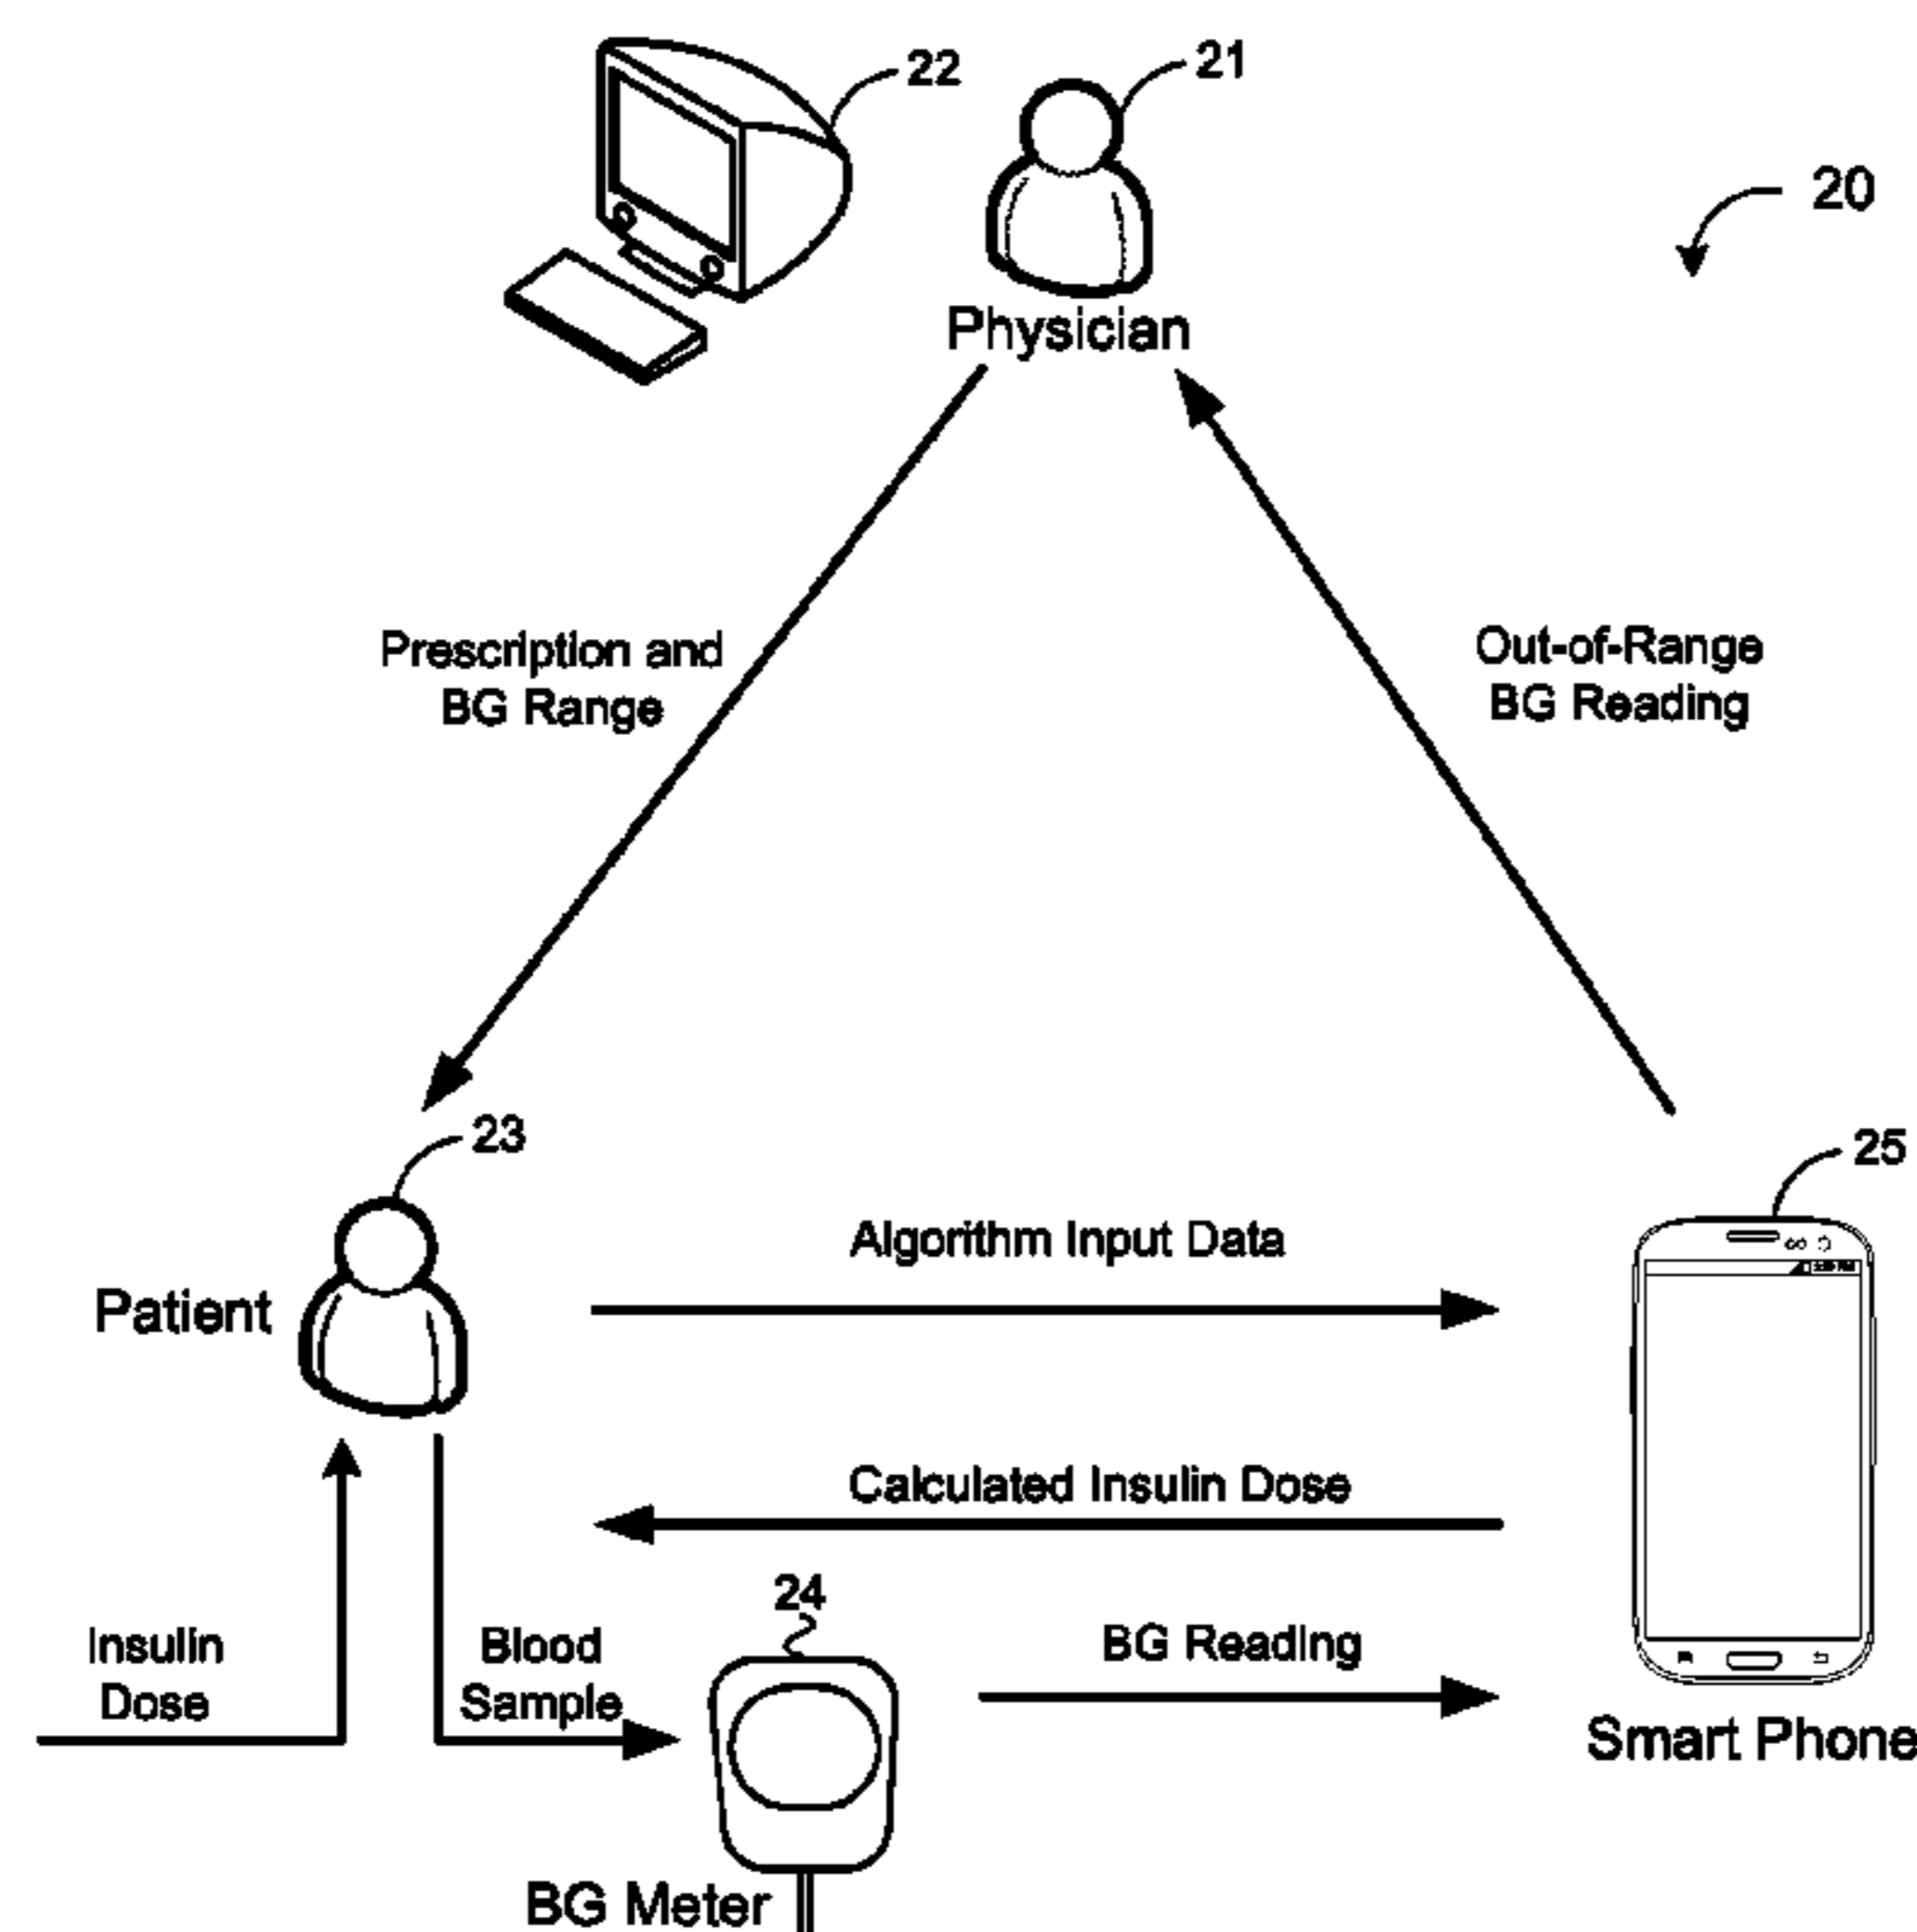 22
21
20
Physician
Prescription and
BG Range
Out-of-Range
BG Reading
23
25
Algorithm Input Data
Patient
Calculated Insulin Dose
24
Insulin
Dose
Blood
Sample
BG Reading
Smart Phone
BG Meter